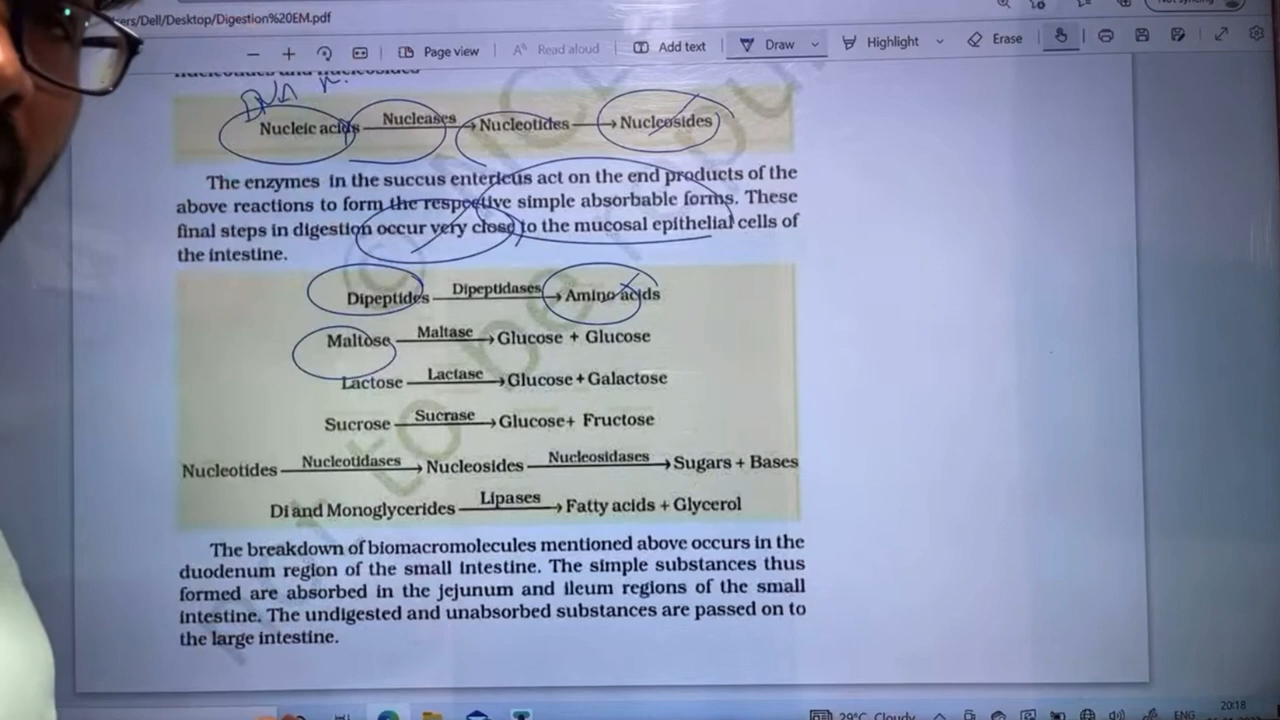 ers/Dell/Desktop/Digestion%20EM.pdf
Page view
Read aloud
Add text
Draw
Highlight
Erase
nucleotides and nucleosides
DNA
Nucleic acids Nucleases Nucleotides Nucleosides
The enzymes in the succus entericus act on the end products of the
above reactions to form the respective simple absorbable forms. These
final steps in digestion occur very close to the mucosal epithelial cells of
the intestine.
Dipeptides Dipeptidases Amino acids
Maltose Maltase Glucose + Glucose
Lactose Lactase Glucose + Galactose
Sucrose Sucrase Glucose+ Fructose
Nucleotides Nucleotidases Nucleosides Nucleosidases Sugars + Bases
Di and Monoglycerides Lipases Fatty acids + Glycerol
The breakdown of biomacromolecules mentioned above occurs in the
duodenum region of the small intestine. The simple substances thus
formed are absorbed in the jejunum and ileum regions of the small
intestine. The undigested and unabsorbed substances are passed on to
the large intestine.
29°C Cloudy
ENG
20:18